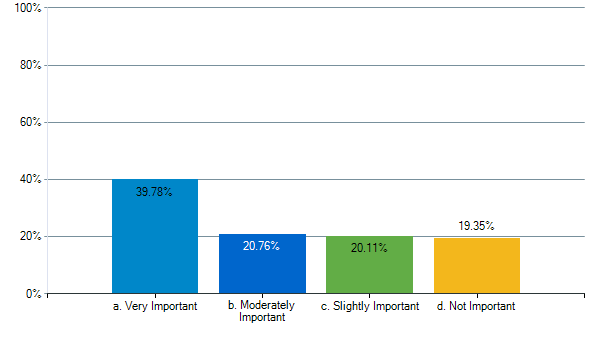 100%
80%
60%
40%
20%
0%
39.78%
20.76%
20.11%
19.35%
a. Very Important
b. Moderately
Important
c. Slightly Important
d. Not Important